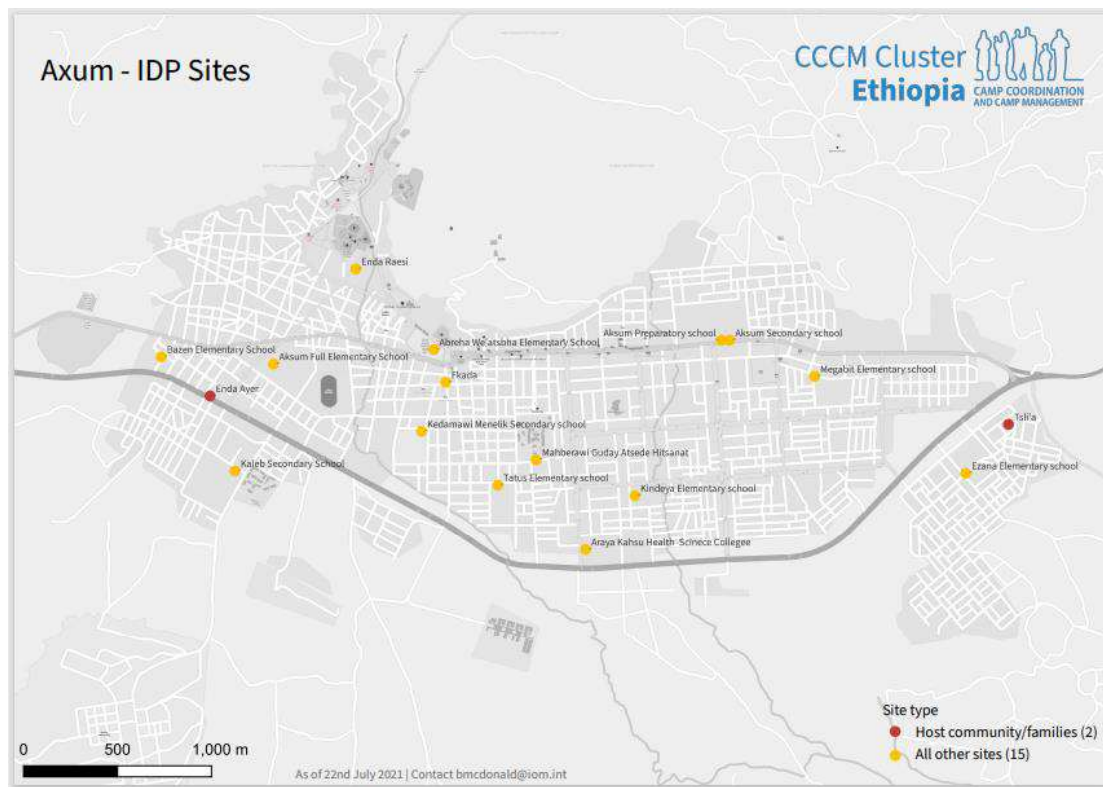 Axum - IDP Sites
CCCM Cluster
Ethiopia
CAMP COORDINATION
AND CAMP MANAGEMENT
Enda Raesi
Abreha We atsbha Elementary School
Aksum Preparatory school
Aksum Secondary school
Bazen Elementary School
Aksum Full Elementary School
Megabit Elementary school
Fkada
Enda Ayer
Tsli'a
Kedamawi Menelik Secondary school
Mahberawi Guday Atsede Hitsanat
Kaleb Secondary School
Ezana Elementary school
Tatus Elementary school
Kindeya Elementary school
Araya Kahsu Health Scinece Collegee
Site type
Host community/families (2)
All other sites (15)
0 500 1,000 m
As of 22nd July 2021 | Contact bmcdonald@iom.int